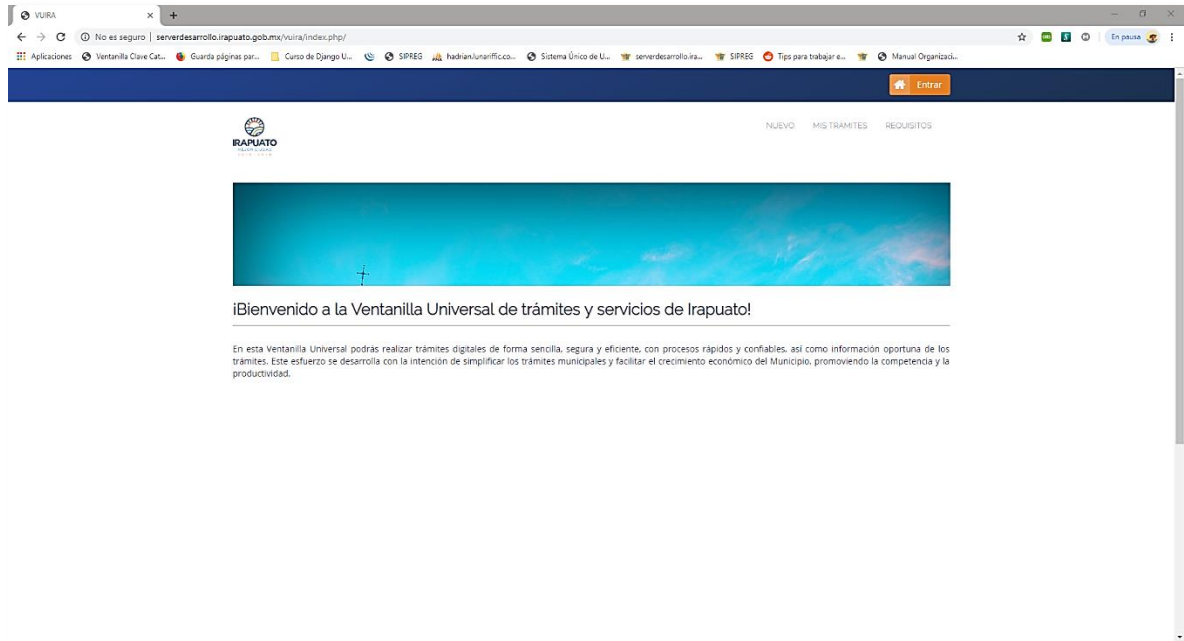 VUIRA
No es seguro | serverdesarrollo.irapuato.gob.mx/vuira/index.php/
En pausa
Aplicaciones Ventanilla Clave Cat... Guarda páginas par... Curso de Django U... SIPREG hadrian.lunariffic.co... Sistema Único de U... serverdesarrollo.ira... SIPREG Tips para trabajar e... Manual Organizaci...
Entrar
IRAPUATO
NUEVO MIS TRAMITES REQUISITOS
¡Bienvenido a la Ventanilla Universal de trámites y servicios de Irapuato!
En esta Ventanilla Universal podrás realizar trámites digitales de forma sencilla, segura y eficiente, con procesos rápidos y confiables, así como información oportuna de los
trámites. Este esfuerzo se desarrolla con la intención de simplificar los trámites municipales y facilitar el crecimiento económico del Municipio, promoviendo la competencia y la
productividad.